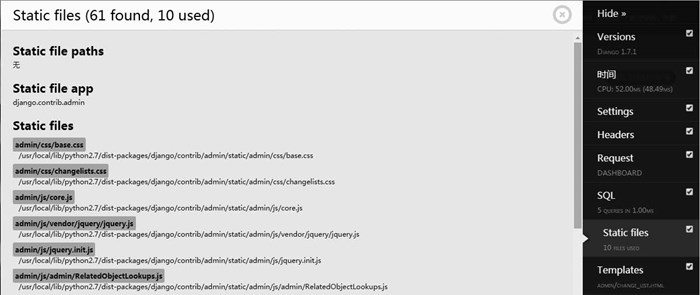 Static files (61 found, 10 used)
Static file paths
无
Static file app
django.contrib.admin
Static files
admin/css/base.css
/usr/local/lib/python2.7/dist-packages/django/contrib/admin/static/admin/css/base.css
admin/css/changelists.css
/usr/local/lib/python2.7/dist-packages/django/contrib/admin/static/admin/css/changelists.css
admin/js/core.js
/usr/local/lib/python2.7/dist-packages/django/contrib/admin/static/admin/js/core.js
admin/js/vendor/jquery/jquery.js
/usr/local/lib/python2.7/dist-packages/django/contrib/admin/static/admin/js/vendor/jquery/jquery.js
admin/js/jquery.init.js
/usr/local/lib/python2.7/dist-packages/django/contrib/admin/static/admin/js/jquery.init.js
admin/js/admin/RelatedObjectLookups.js
/usr/local/lib/python2.7/dist-packages/django/contrib/admin/static/admin/js/admin/RelatedObjectLookups.js
Hide »
Versions
DJANGO 1.7.1
时间
CPU: 52.00MS (48.49MS)
Settings
Headers
Request
DASHBOARD
SQL
5 QUERIES IN 1.00MS
Static files
10 FILES USED
Templates
ADMIN/CHANGE_LIST.HTML